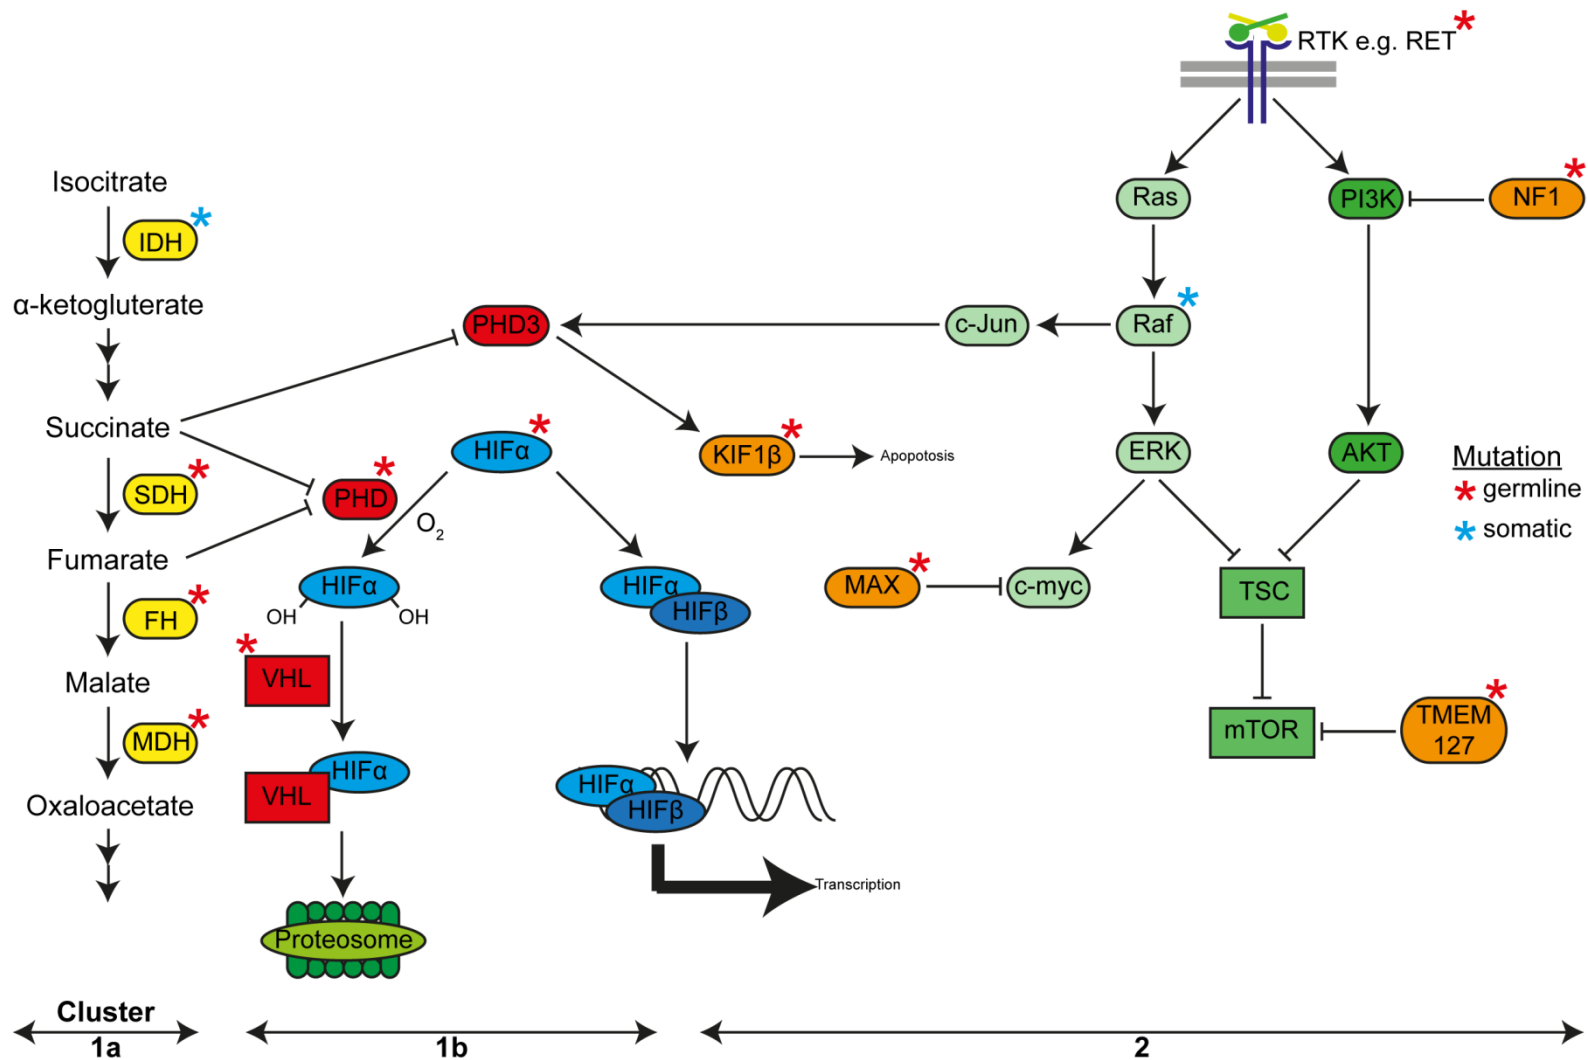 RTK e.g. RET*
Isocitrate
Ras
PI3K
NF1*
IDH*
α-ketogluterate
PHD3
c-Jun
Raf*
Succinate
HIFα*
KIF1β*
Apopotosis
ERK
AKT
Mutation
* germline
* somatic
SDH*
PHD*
O2
Fumarate
HIFα
OH
OH
HIFα
HIFβ
MAX*
c-myc
TSC
FH*
Malate
*VHL
MDH*
mTOR
TMEM
127*
HIFα
VHL
Oxaloacetate
HIFα
HIFβ
Transcription
Proteosome
Cluster
1a
1b
2